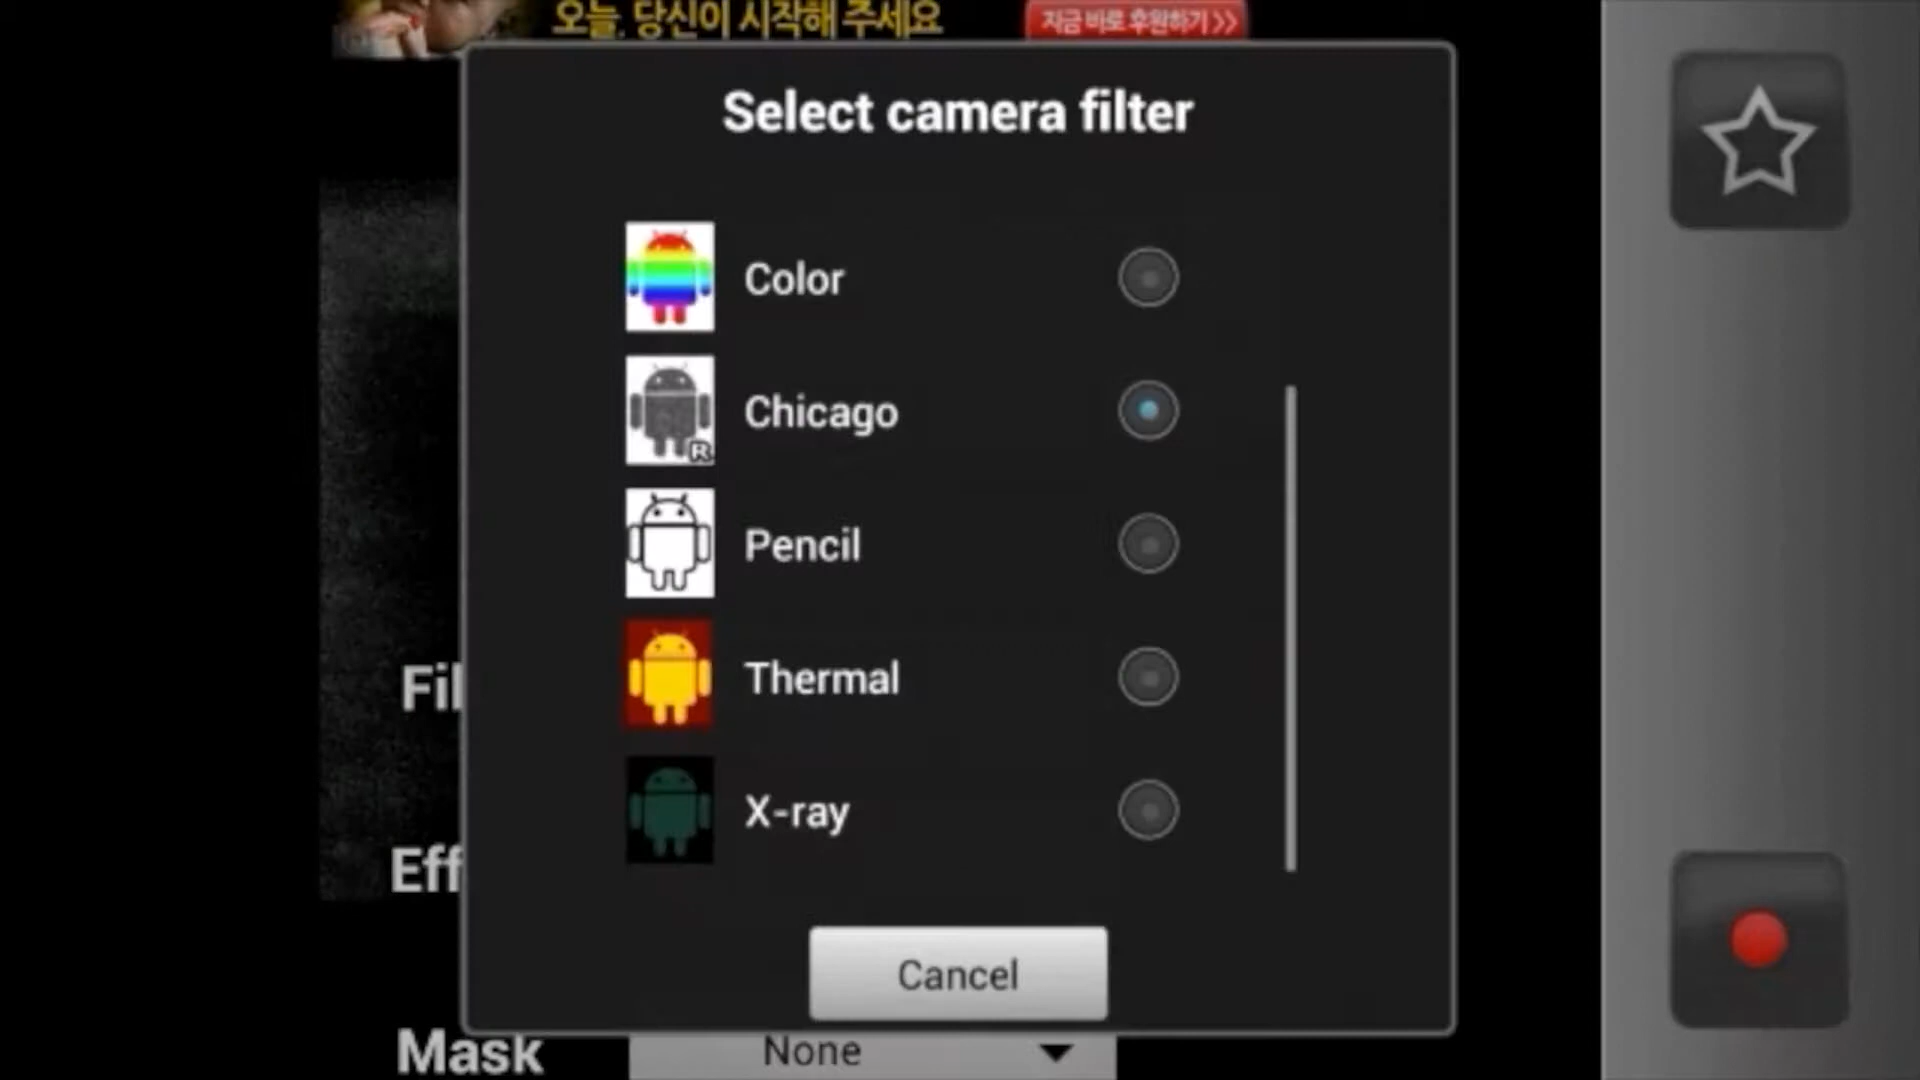 오늘, 당신이 시작해 주세요
지금 바로 후원하기 >>
Select camera filter
Color
Chicago
R
Pencil
Thermal
X-ray
Fil
Eff
Cancel
Mask
None